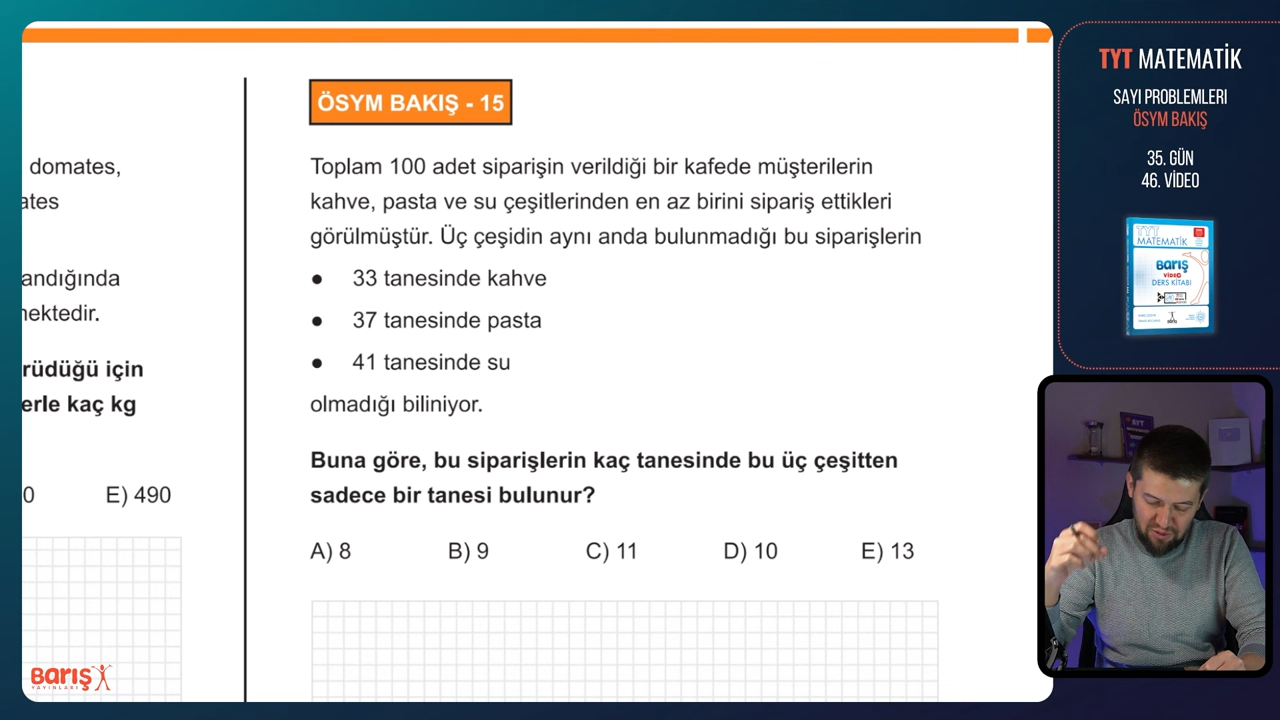 domates,
ates
andığında
nektedir.
rüdüğü için
erle kaç kg
0 E) 490
BARIŞ
YAYINLARI
ÖSYM BAKIŞ - 15
Toplam 100 adet siparişin verildiği bir kafede müşterilerin
kahve, pasta ve su çeşitlerinden en az birini sipariş ettikleri
görülmüştür. Üç çeşidin aynı anda bulunmadığı bu siparişlerin
• 33 tanesinde kahve
• 37 tanesinde pasta
• 41 tanesinde su
olmadığı biliniyor.
Buna göre, bu siparişlerin kaç tanesinde bu üç çeşitten
sadece bir tanesi bulunur?
A) 8 B) 9 C) 11 D) 10 E) 13
TYT MATEMATİK
SAYI PROBLEMLERI
ÖSYM BAKIŞ
35. GÜN
46. VİDEO
TYT
MATEMATİK
BARIŞ
VİDEO
DERS KİTABI